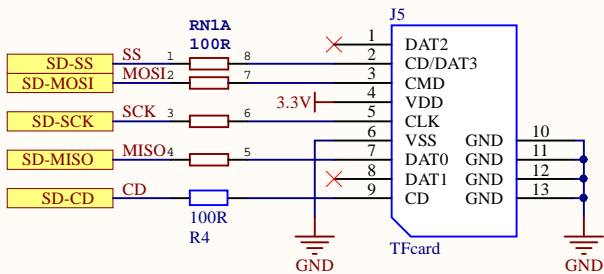 J5
RN1A
100R
SD-SS SS 1 8
SD-MOSI MOSI 2 7
SD-SCK SCK 3 6
SD-MISO MISO 4 5
SD-CD CD
100R
R4
3.3V
1 DAT2
2 CD/DAT3
3 CMD
4 VDD
5 CLK
6 VSS GND 10
7 DAT0 GND 11
8 DAT1 GND 12
9 CD GND 13
TFcard
GND
GND